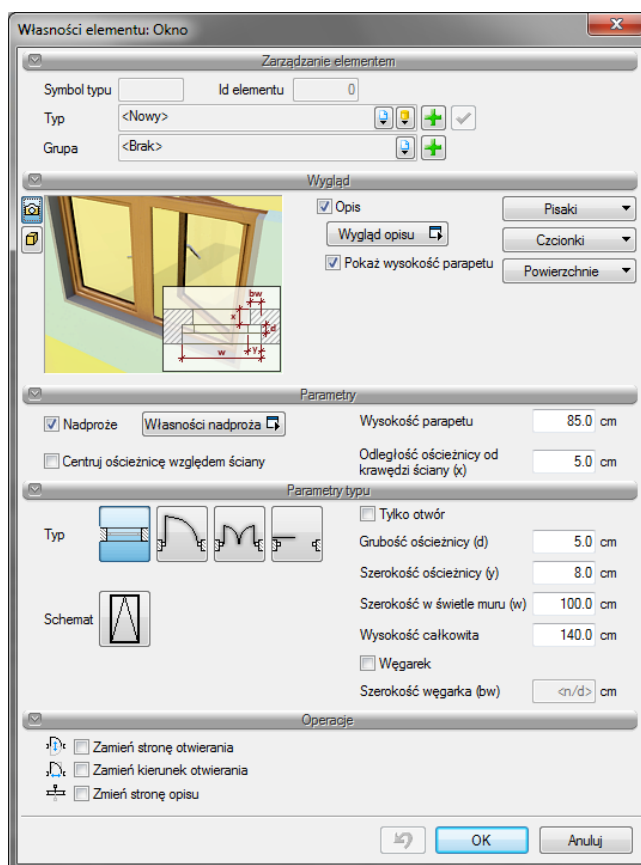 Własności elementu: Okno
Zarządzanie elementem
Symbol typu Id elementu 0
Typ <Nowy>
Grupa <Brak>
Wygląd
Opis Pisaki
Wygląd opisu Czcionki
Pokaż wysokość parapetu Powierzchnie
bw
x
d
w y
Parametry
Nadproże Własności nadproża Wysokość parapetu 85.0 cm
Centruj ościeżnicę względem ściany Odległość ościeżnicy od
krawędzi ściany (x) 5.0 cm
Parametry typu
Typ Tylko otwór
Grubość ościeżnicy (d) 5.0 cm
Szerokość ościeżnicy (y) 8.0 cm
Schemat Szerokość w świetle muru (w) 100.0 cm
Wysokość całkowita 140.0 cm
Węgarek
Szerokość węgarka (bw) <n/d> cm
Operacje
Zamień stronę otwierania
Zamień kierunek otwierania
Zmień stronę opisu
OK Anuluj